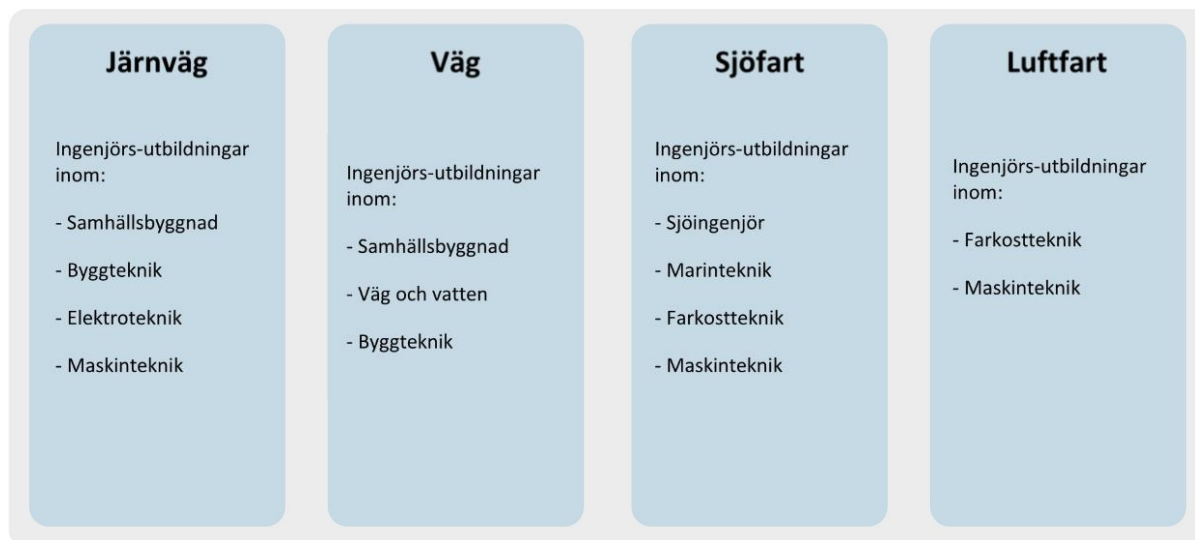 Järnväg
Ingenjörs-utbildningar
inom:
- Samhällsbyggnad
- Byggteknik
- Elektroteknik
- Maskinteknik
Väg
Ingenjörs-utbildningar
inom:
- Samhällsbyggnad
- Väg och vatten
- Byggteknik
Sjöfart
Ingenjörs-utbildningar
inom:
- Sjöingenjör
- Marinteknik
- Farkostteknik
- Maskinteknik
Luftfart
Ingenjörs-utbildningar
inom:
- Farkostteknik
- Maskinteknik